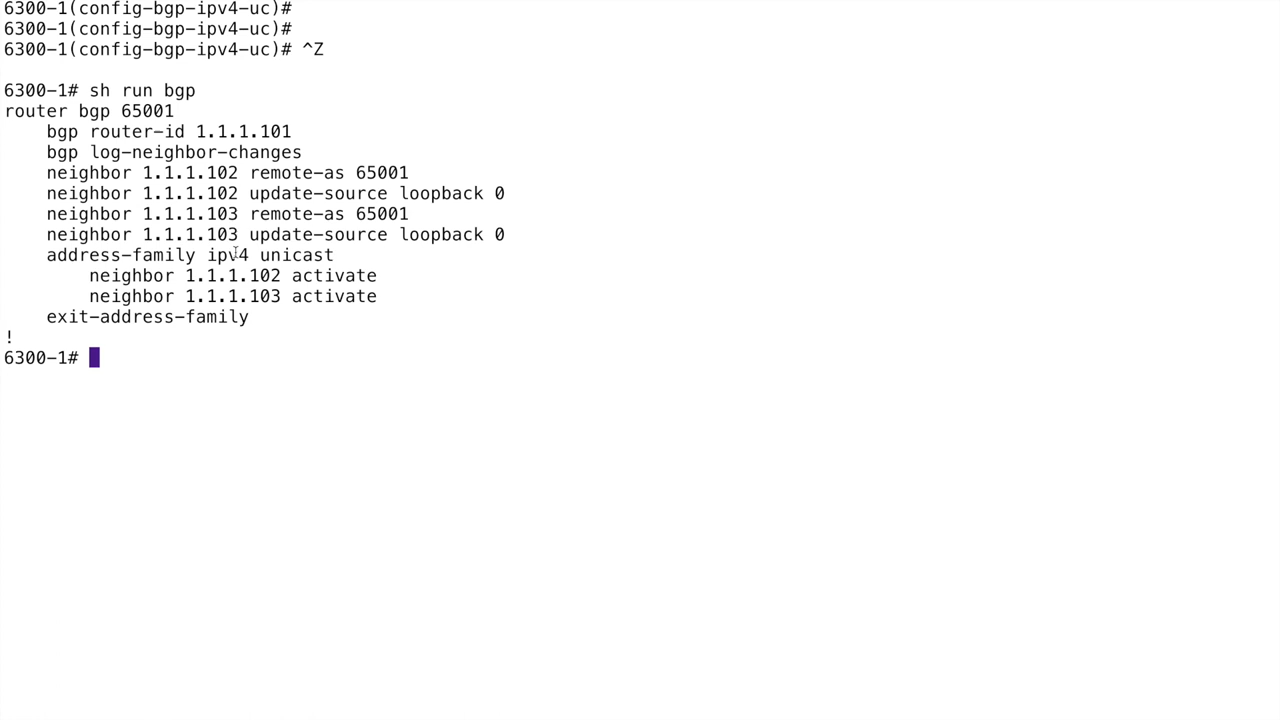 6300-1(config-bgp-ipv4-uc)#
6300-1(config-bgp-ipv4-uc)#
6300-1(config-bgp-ipv4-uc)# ^Z
6300-1# sh run bgp
router bgp 65001
    bgp router-id 1.1.1.101
    bgp log-neighbor-changes
    neighbor 1.1.1.102 remote-as 65001
    neighbor 1.1.1.102 update-source loopback 0
    neighbor 1.1.1.103 remote-as 65001
    neighbor 1.1.1.103 update-source loopback 0
    address-family ipv4 unicast
        neighbor 1.1.1.102 activate
        neighbor 1.1.1.103 activate
    exit-address-family
!
6300-1#